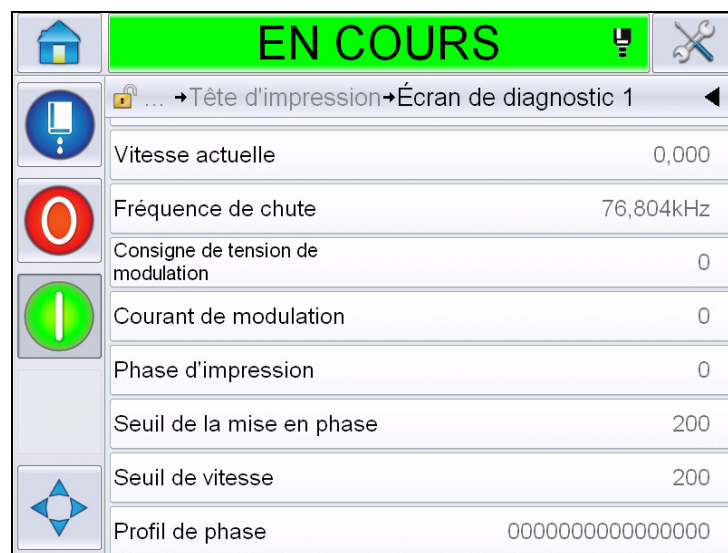 EN COURS
... →Tête d'impression→Écran de diagnostic 1
Vitesse actuelle 0,000
Fréquence de chute 76,804kHz
Consigne de tension de
modulation 0
Courant de modulation 0
Phase d'impression 0
Seuil de la mise en phase 200
Seuil de vitesse 200
Profil de phase 0000000000000000